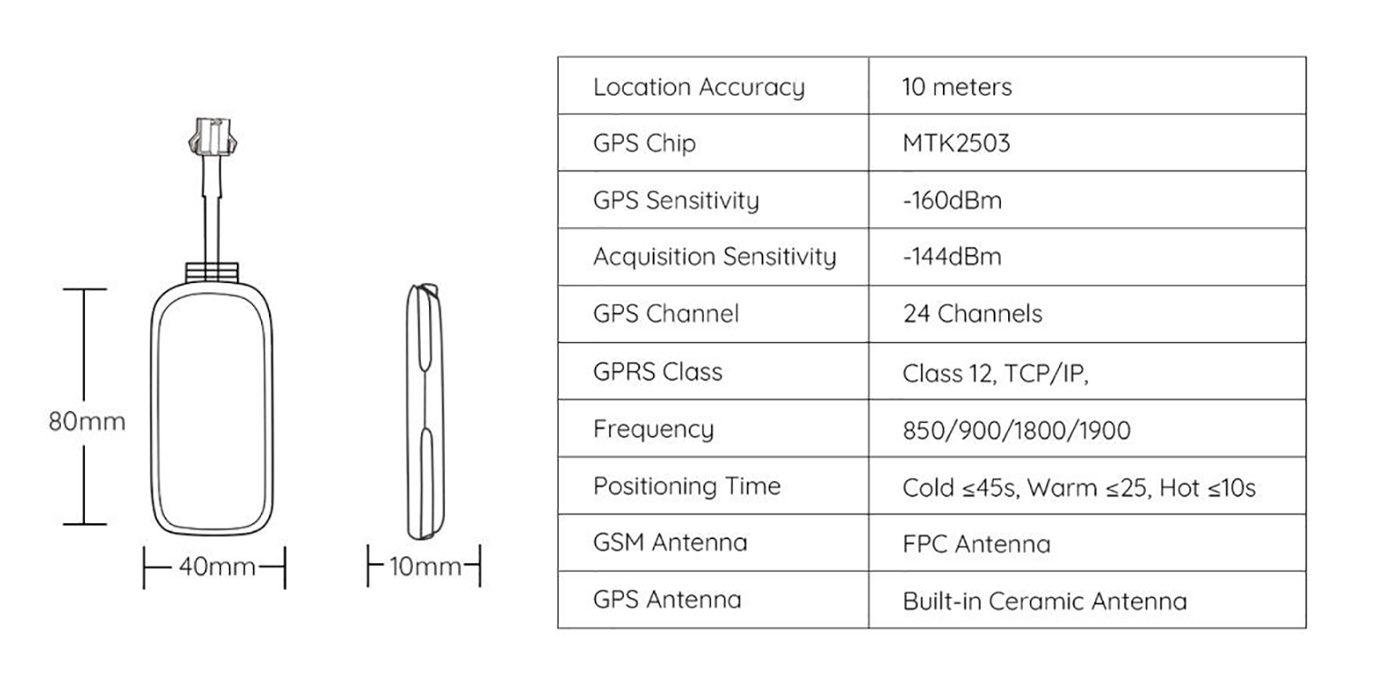 80mm
40mm
10mm
Location Accuracy 10 meters
GPS Chip MTK2503
GPS Sensitivity -160dBm
Acquisition Sensitivity -144dBm
GPS Channel 24 Channels
GPRS Class Class 12, TCP/IP,
Frequency 850/900/1800/1900
Positioning Time Cold ≤45s, Warm ≤25, Hot ≤10s
GSM Antenna FPC Antenna
GPS Antenna Built-in Ceramic Antenna